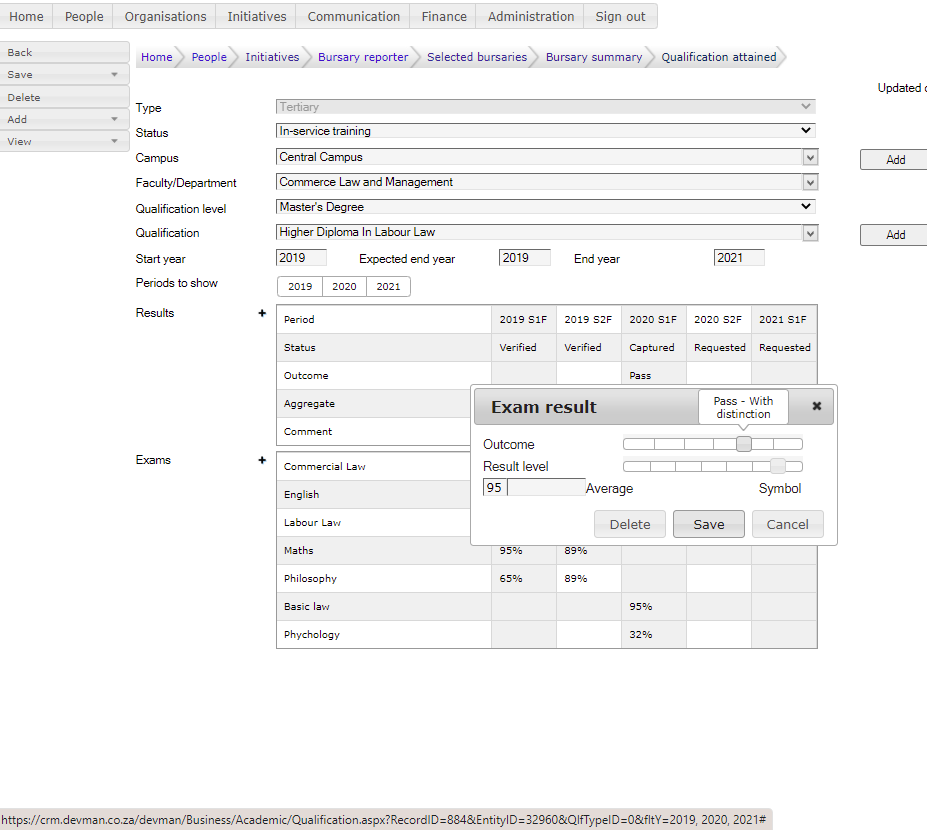 Home People Organisations Initiatives Communication Finance Administration Sign out
Back
Save
Delete
Add
View
Home People Initiatives Bursary reporter Selected bursaries Bursary summary Qualification attained
Updated
Type Tertiary
Status In-service training
Campus Central Campus Add
Faculty/Department Commerce Law and Management
Qualification level Master's Degree
Qualification Higher Diploma In Labour Law Add
Start year 2019 Expected end year 2019 End year 2021
Periods to show 2019 2020 2021
Results + Period 2019 S1F 2019 S2F 2020 S1F 2020 S2F 2021 S1F
Status Verified Verified Captured Requested Requested
Outcome Pass
Aggregate
Comment
Exam result
Pass - With
distinction
Outcome
Result level
95 Average Symbol
Delete Save Cancel
Exams + Commercial Law
English
Labour Law
Maths 95% 89%
Philosophy 65% 89%
Basic law 95%
Phychology 32%
https://crm.devman.co.za/devman/Business/Academic/Qualification.aspx?RecordID=884&EntityID=32960&QlfTypeID=0&fltY=2019, 2020, 2021#